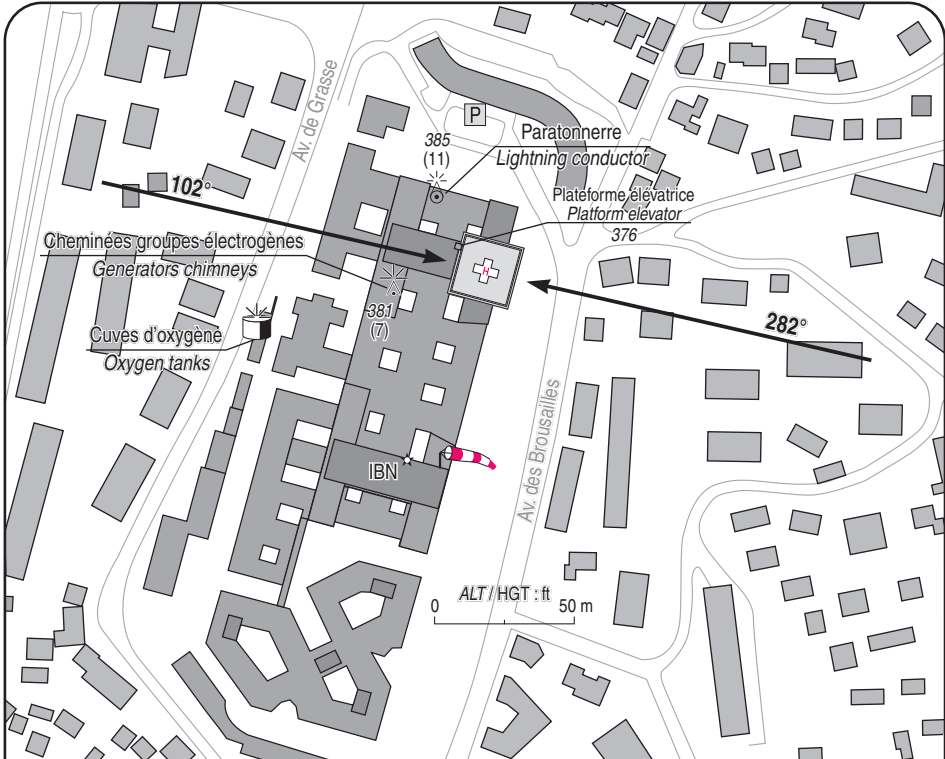 Av. de Grasse
P
385
(11)
Paratonnerre
Lightning conductor
102°
Plateforme élévatrice
Platform elevator
376
Cheminées groupes électrogènes
Generators chimneys
H
381
(7)
282°
Cuves d'oxygène
Oxygen tanks
Av. des Brousailles
IBN
ALT / HGT : ft
0 50 m